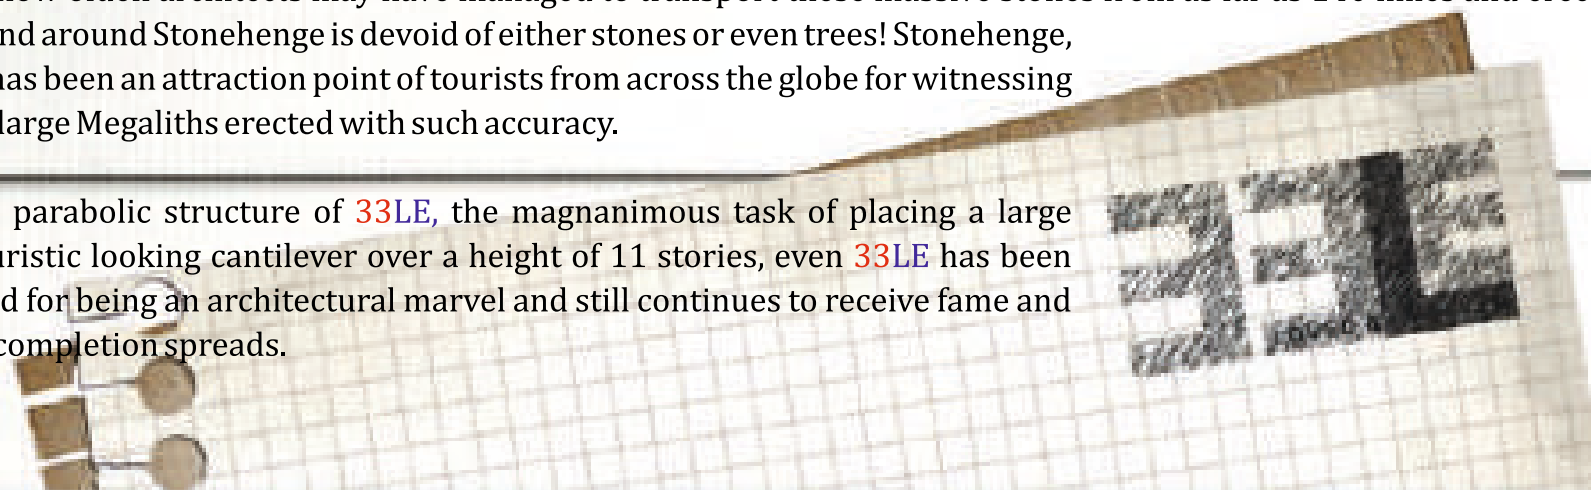 nd around Stonehenge is devoid of either stones or even trees! Stonehenge,
has been an attraction point of tourists from across the globe for witnessing
large Megaliths erected with such accuracy.
parabolic structure of 33LE, the magnanimous task of placing a large
uristic looking cantilever over a height of 11 stories, even 33LE has been
d for being an architectural marvel and still continues to receive fame and
completion spreads.
33LE